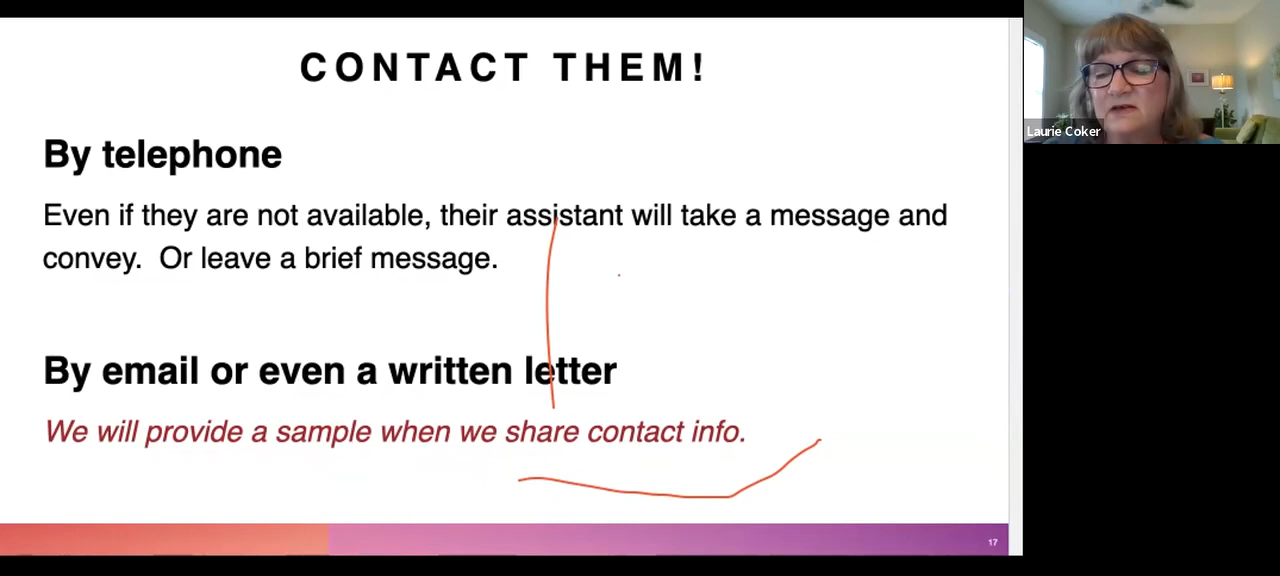 CONTACT THEM!
By telephone
Even if they are not available, their assistant will take a message and
convey.  Or leave a brief message.
By email or even a written letter
We will provide a sample when we share contact info.
17
Laurie Coker